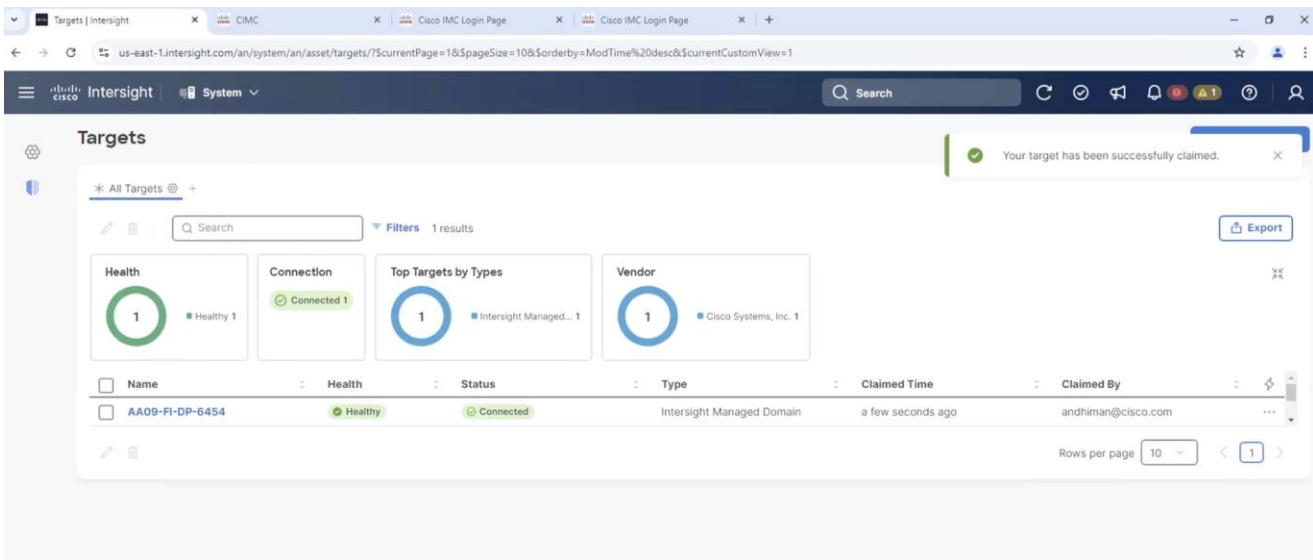 Targets | Intersight
CIMC
Cisco IMC Login Page
Cisco IMC Login Page
us-east-1.intersight.com/an/system/an/asset/targets/?$currentPage=1&$pageSize=10&$orderby=ModTime%20desc&$currentCustomView=1
CISCO Intersight System Search 1
Targets
Your target has been successfully claimed.
All Targets
Search Filters 1 results Export
Health Connection Top Targets by Types Vendor
Connected 1
1 Healthy 1 1 Intersight Managed... 1 1 Cisco Systems, Inc. 1
Name Health Status Type Claimed Time Claimed By
AA09-FI-DP-6454 Healthy Connected Intersight Managed Domain a few seconds ago andhiman@cisco.com
Rows per page 10 1